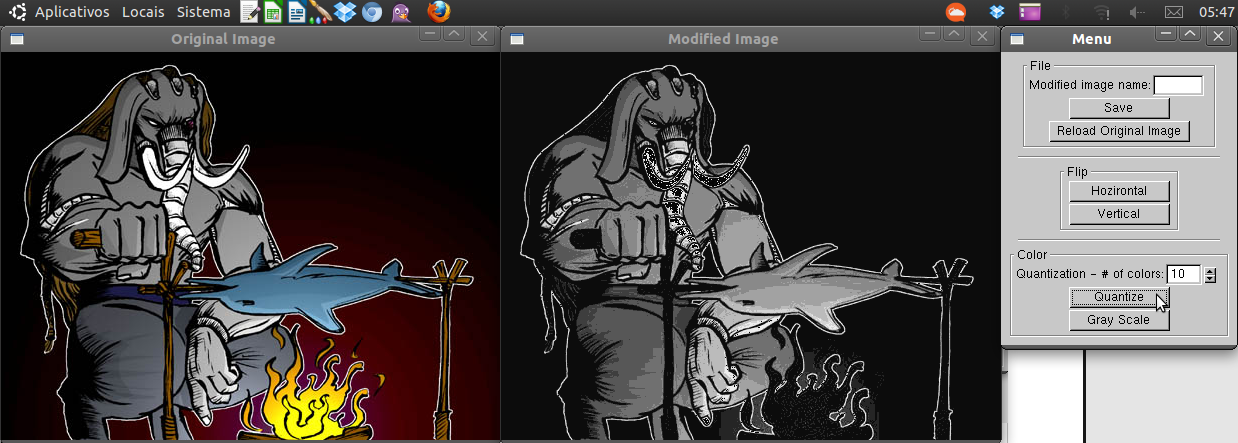 Aplicativos Locais Sistema 05:47
Original Image
Modified Image
Menu
File
Modified image name:
Save
Reload Original Image
Flip
Hozirontal
Vertical
Color
Quantization - # of colors: 10
Quantize
Gray Scale